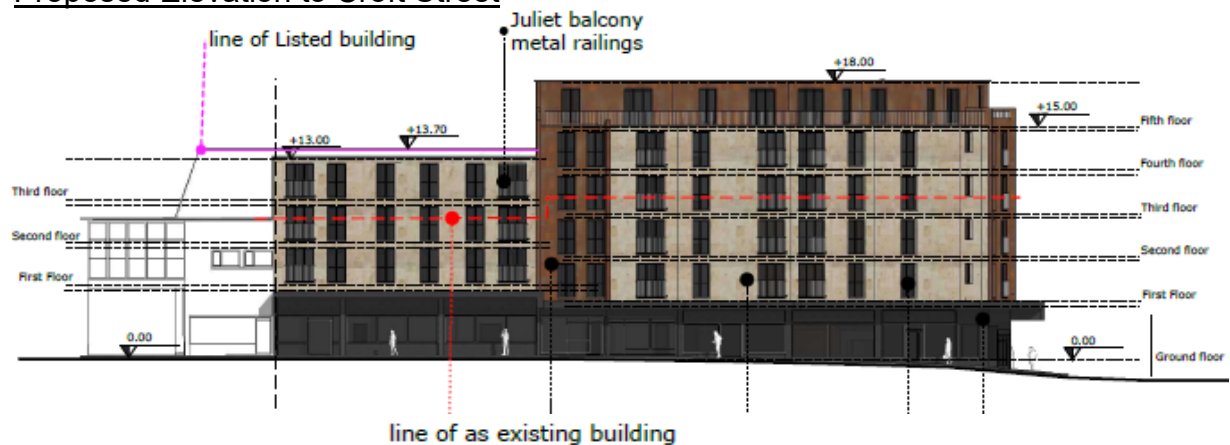 Proposed Elevation to Croft Street
Juliet balcony
metal railings
line of Listed building
+18.00
+15.00
Fifth floor
+13.70
+13.00
Fourth floor
Third floor
Third floor
Second floor
Second floor
First Floor
First Floor
0.00
0.00
Ground floor
line of as existing building